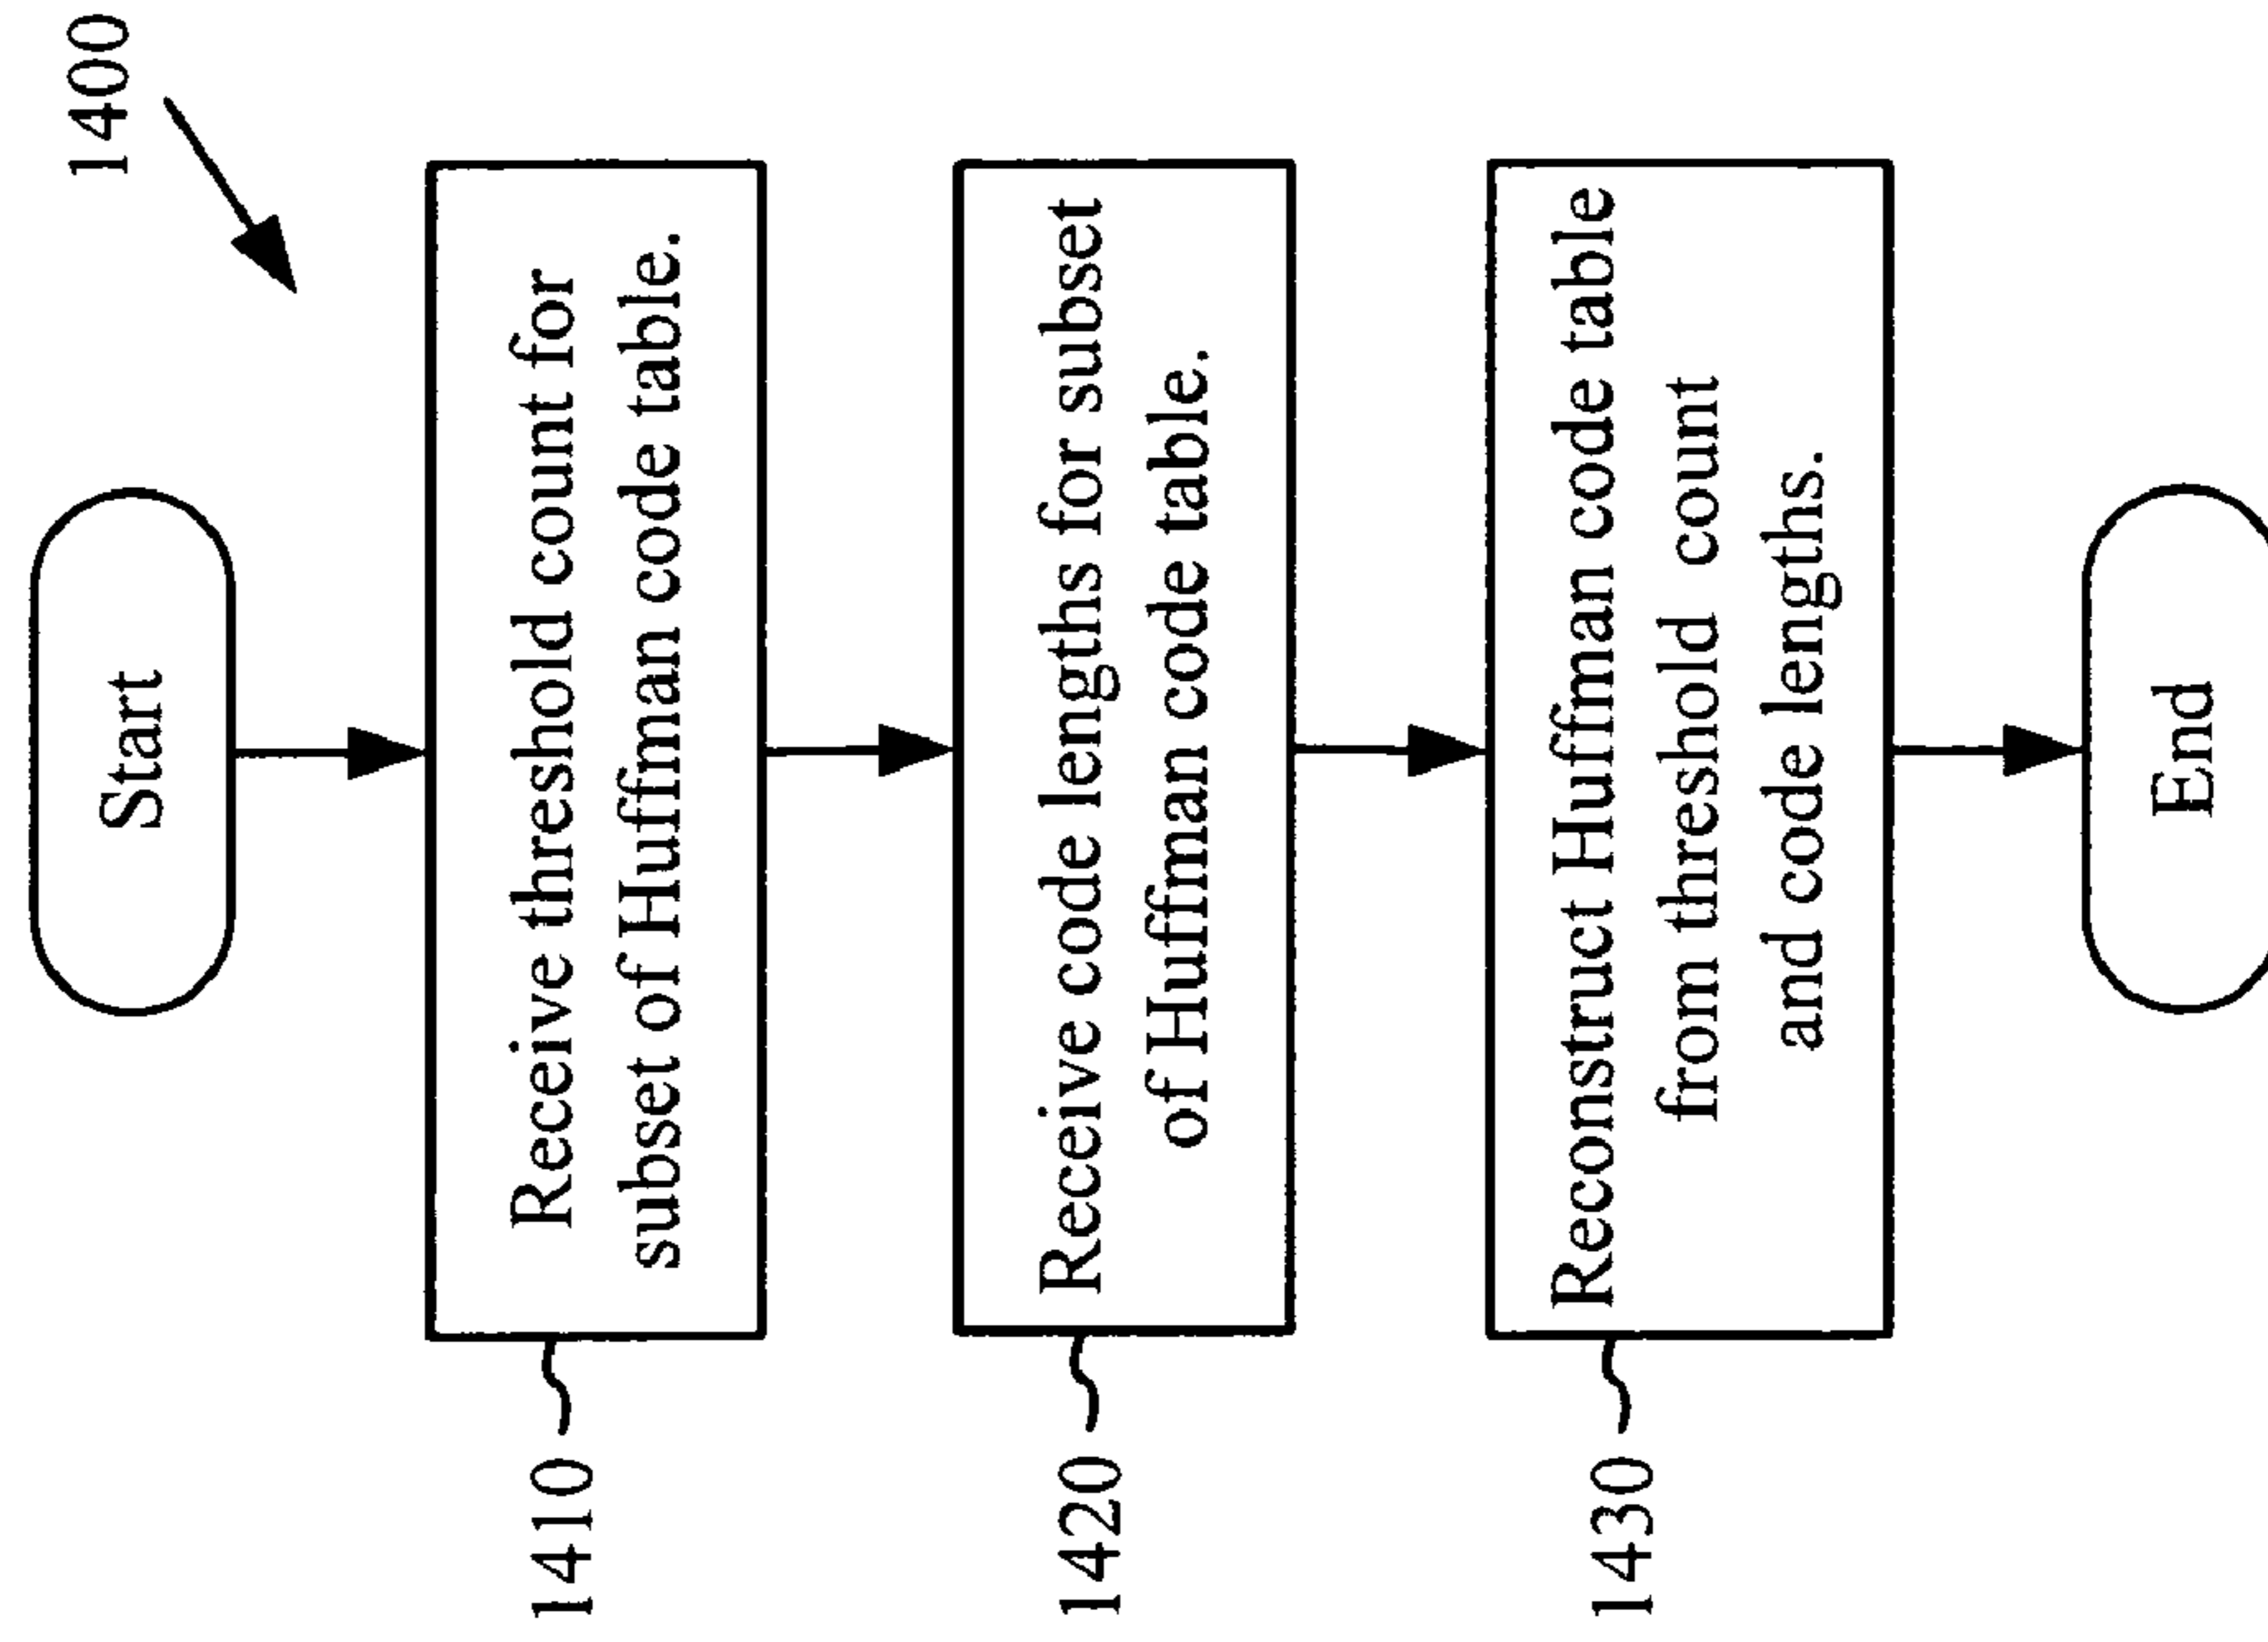 1400
Start
Receive threshold count for
subset of Huffman code table.
1410
Receive code lengths for subset
of Huffman code table.
1420
Reconstruct Huffman code table
from threshold count
and code lengths.
1430
End